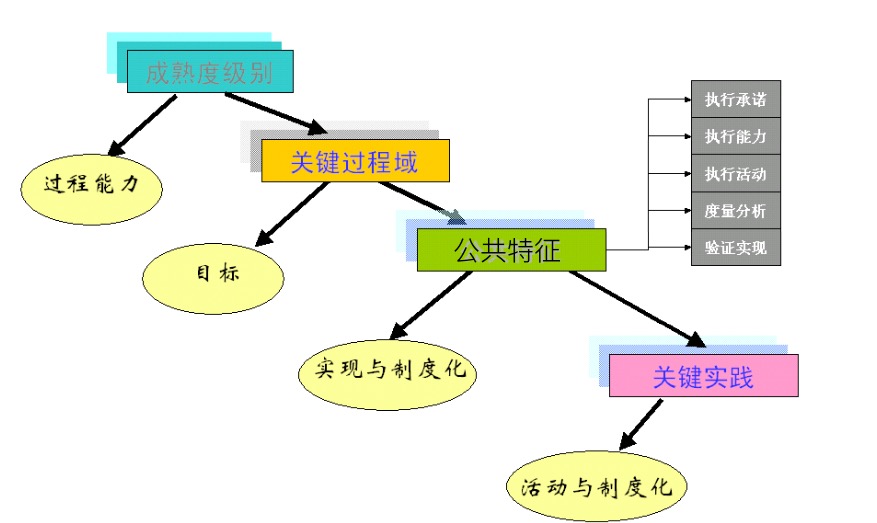 成熟度级别
过程能力
关键过程域
目标
公共特征
执行承诺
执行能力
执行活动
度量分析
验证实现
实现与制度化
关键实践
活动与制度化